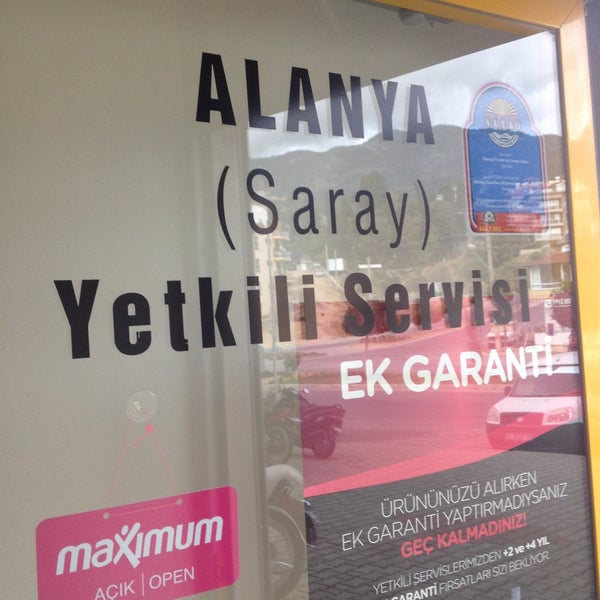 ALANYA
(Saray)
Yetkili Servisi
ALTSO
EK GARANTİ
ÜRÜNÜNÜZÜ ALIRKEN
EK GARANTİ YAPTIRMADIYSANIZ
GEÇ KALMADINIZ!
YETKİLİ SERVİSLERİMİZDEN +2 ve +4 YIL
GARANTİ FIRSATLARI SİZİ BEKLİYOR.
maximum
AÇIK | OPEN